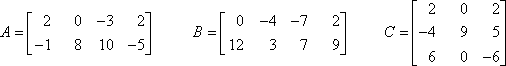 A = [ 2 0 −3 2 ; −1 8 10 −5 ] B = [ 0 −4 −7 2 ; 12 3 7 9 ] C = [ 2 0 2 ; −4 9 5 ; 6 0 −6 ]